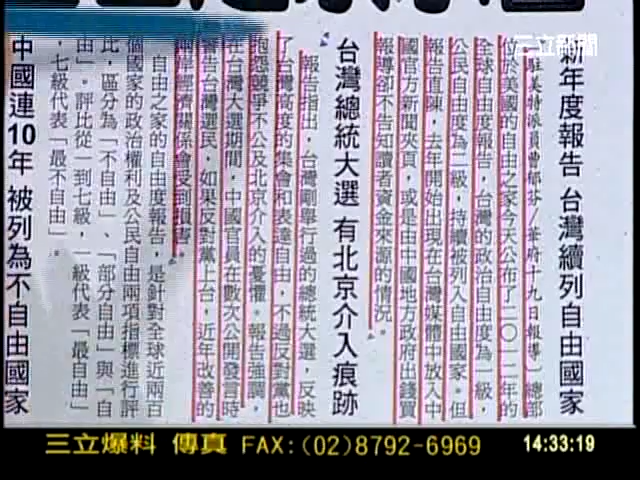 三立新聞
新年度報告 台灣續列自由國家
〔駐美特派員曹郁芬/華府十九日報導〕總部
位於美國的自由之家今天公布了二〇一二年的
全球自由度報告,台灣的政治自由度為一級,
公民自由度為二級,持續被列入自由國家。但
報告直陳,去年開始出現在台灣媒體中放入中
國官方新聞夾頁,或是由中國地方政府出錢買
報導卻不告知讀者資金來源的情況。
台灣總統大選 有北京介入痕跡
報告指出,台灣剛舉行過的總統大選,反映
了台灣高度的集會和表達自由,不過反對黨也
抱怨競爭不公及北京介入的憂懼。報告強調,
在台灣大選期間,中國官員在數次公開發言時
警告台灣選民,如果反對黨上台,近年改善的
兩岸經濟關係會受到損害。
自由之家的自由度報告,是針對全球近兩百
個國家的政治權利及公民自由兩項指標進行評
比,區分為「不自由」、「部分自由」與「自
由」。評比從一到七級,一級代表「最自由」
,七級代表「最不自由」。
中國連10年 被列為不自由國家
三立爆料 傳真 FAX:(02)8792-6969
14:33:19